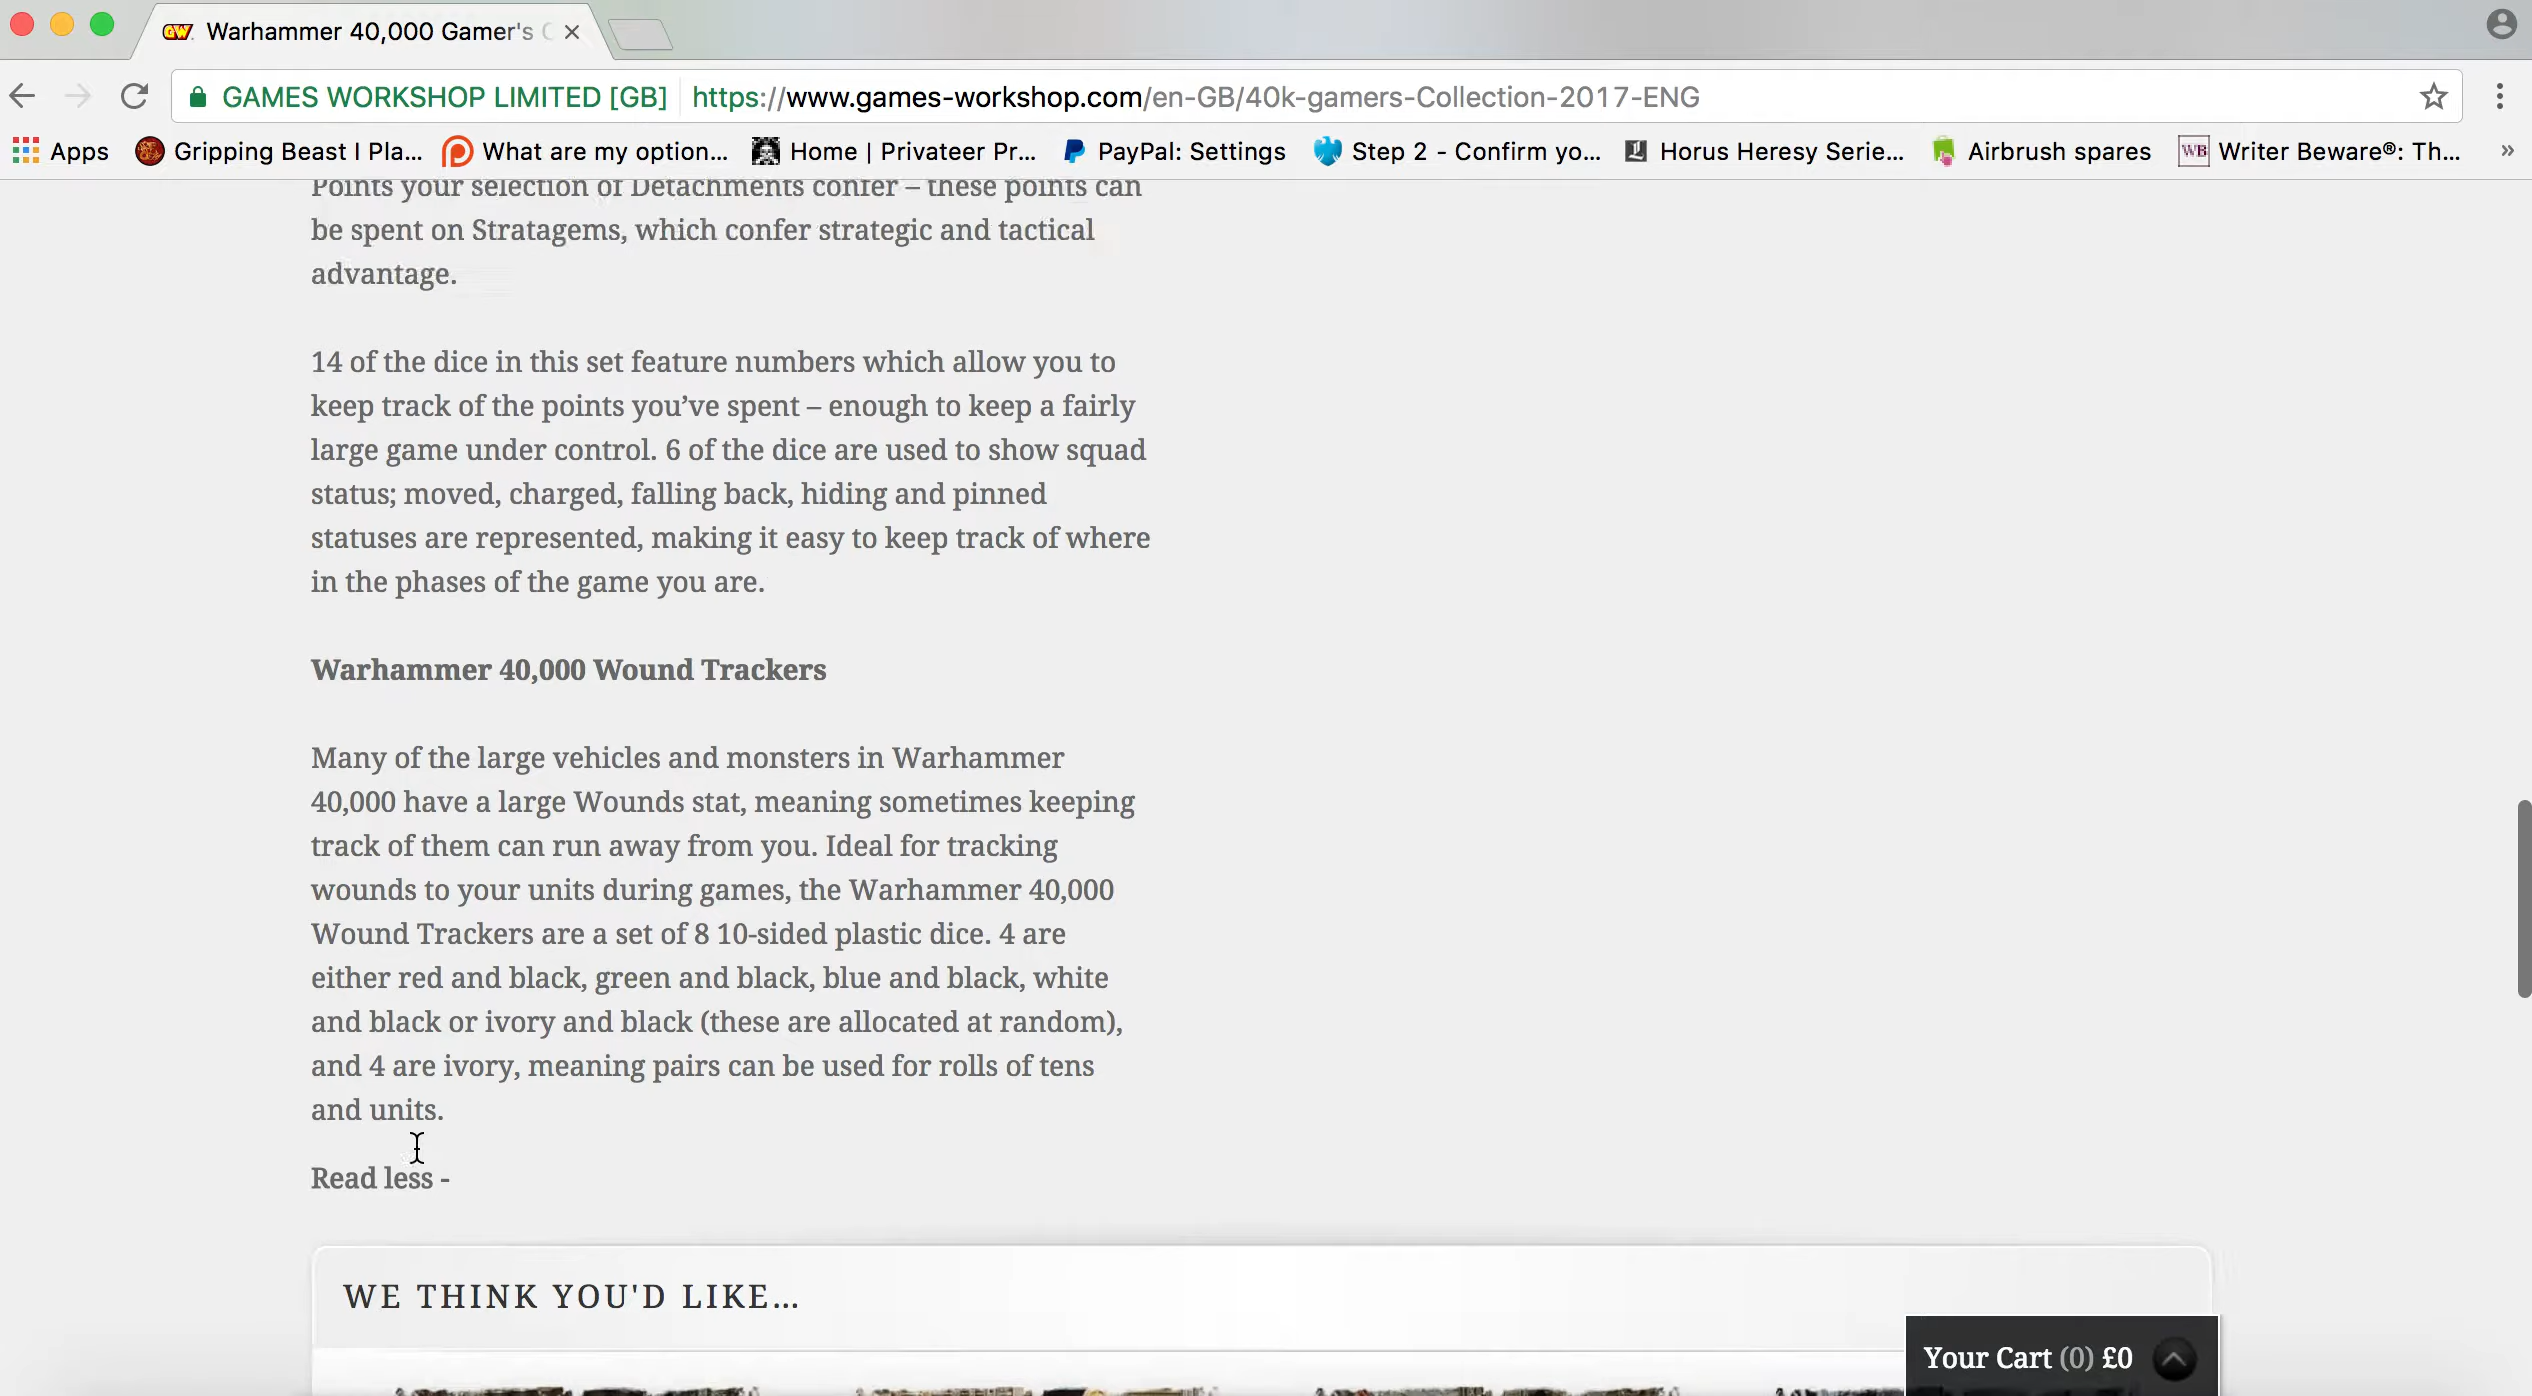 Warhammer 40,000 Gamer's
GAMES WORKSHOP LIMITED [GB] https://www.games-workshop.com/en-GB/40k-gamers-Collection-2017-ENG
Apps Gripping Beast I Pla... What are my option... Home | Privateer Pr... PayPal: Settings Step 2 - Confirm yo... Horus Heresy Serie... Airbrush spares WB Writer Beware®: Th... »
Points your selection of Detachments confer – these points can
be spent on Stratagems, which confer strategic and tactical
advantage.
14 of the dice in this set feature numbers which allow you to
keep track of the points you’ve spent – enough to keep a fairly
large game under control. 6 of the dice are used to show squad
status; moved, charged, falling back, hiding and pinned
statuses are represented, making it easy to keep track of where
in the phases of the game you are.
Warhammer 40,000 Wound Trackers
Many of the large vehicles and monsters in Warhammer
40,000 have a large Wounds stat, meaning sometimes keeping
track of them can run away from you. Ideal for tracking
wounds to your units during games, the Warhammer 40,000
Wound Trackers are a set of 8 10-sided plastic dice. 4 are
either red and black, green and black, blue and black, white
and black or ivory and black (these are allocated at random),
and 4 are ivory, meaning pairs can be used for rolls of tens
and units.
Read less -
WE THINK YOU'D LIKE...
Your Cart (0) £0